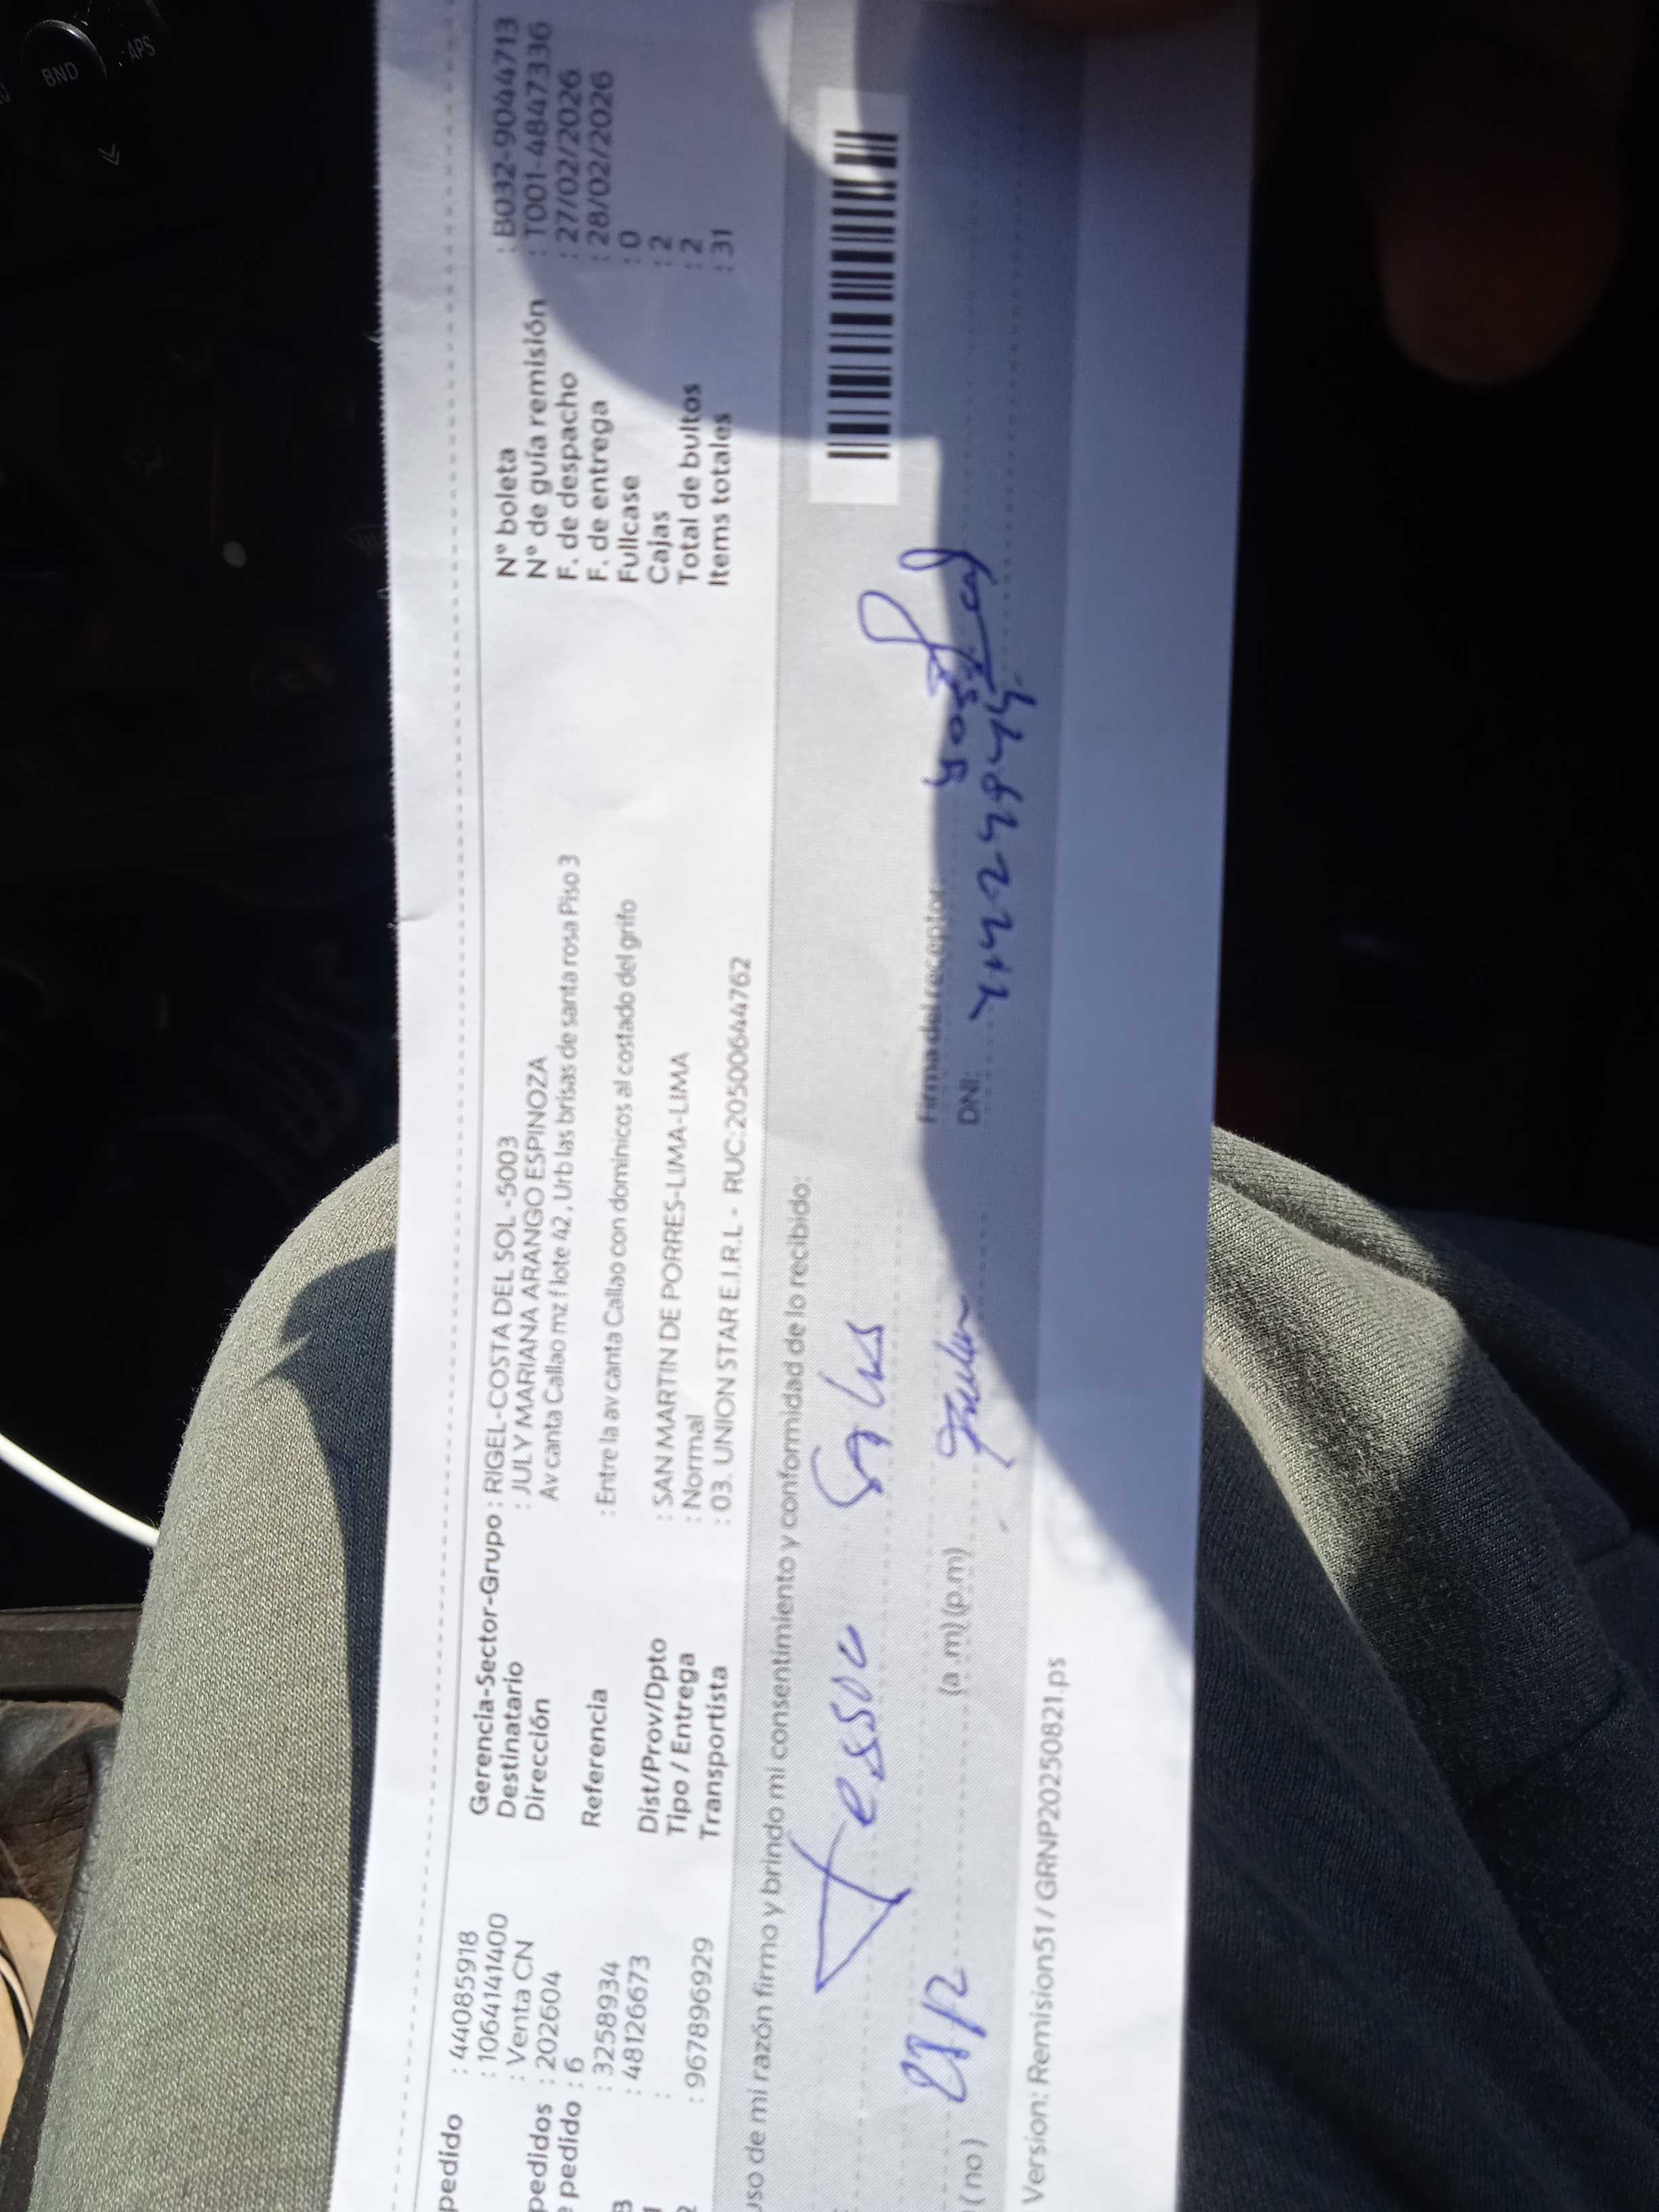 pedido : 44085918
: 1064141400
: Venta CN
pedidos : 202604
e pedido : 6
: 3258934
: 48126673
:
: 967896929
Gerencia-Sector-Grupo : RIGEL-COSTA DEL SOL -5003
Destinatario : JULY MARIANA ARANGO ESPINOZA
Dirección Av canta Callao mz f lote 42 , Urb las brisas de santa rosa Piso 3
Referencia : Entre la av canta Callao con dominicos al costado del grifo
Dist/Prov/Dpto : SAN MARTIN DE PORRES-LIMA-LIMA
Tipo / Entrega : Normal
Transportista : 03. UNION STAR E.I.R.L - RUC:20500644762
N° boleta : B032-9044713
N° de guía remisión : T001-4847336
F. de despacho : 27/02/2026
F. de entrega : 28/02/2026
Fullcase : 0
Cajas : 2
Total de bultos : 2
Items totales : 31
uso de mi razón firmo y brindo mi consentimiento y conformidad de lo recibido:
(no) (a.m)(p.m)
Firma del receptor
DNI:
Version: Remision51 / GRNP20250821.ps
BND
APS